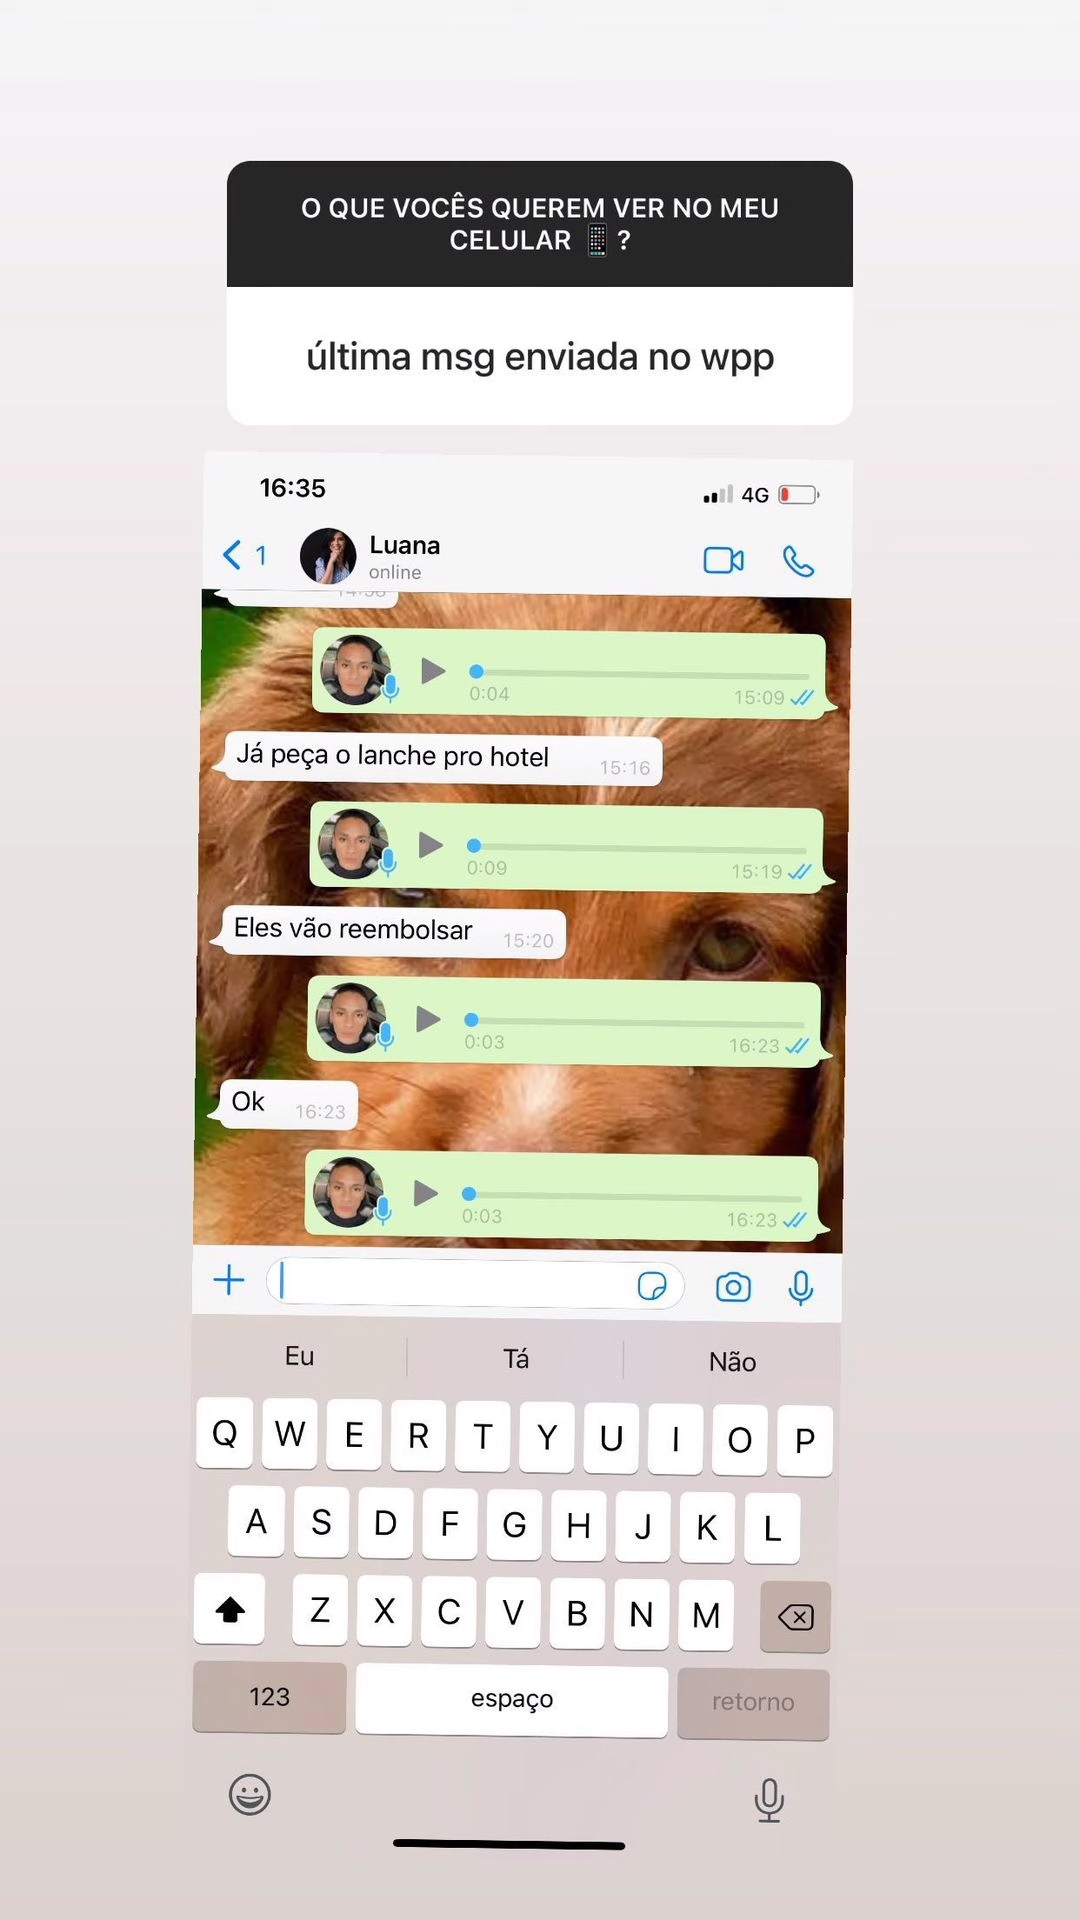 O QUE VOCÊS QUEREM VER NO MEU
CELULAR 📱 ?
última msg enviada no wpp
16:35
4G
1
Luana
online
0:04
15:09
Já peça o lanche pro hotel
15:16
0:09
15:19
Eles vão reembolsar
15:20
0:03
16:23
Ok
16:23
0:03
16:23
Eu
Tá
Não
Q W E R T Y U I O P
A S D F G H J K L
Z X C V B N M
123
espaço
retorno